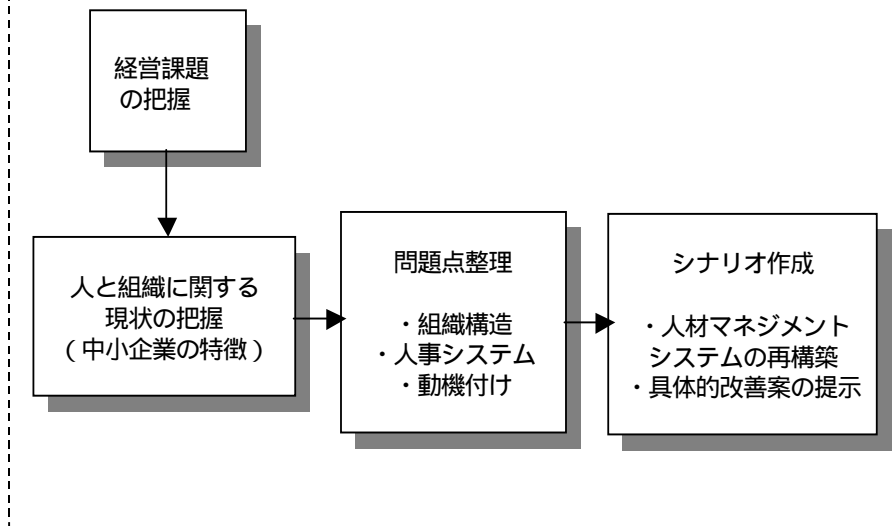 経営課題
の把握
人と組織に関する
現状の把握
(中小企業の特徴)
問題点整理
・組織構造
・人事システム
・動機付け
シナリオ作成
・人材マネジメント
システムの再構築
・具体的改善案の提示